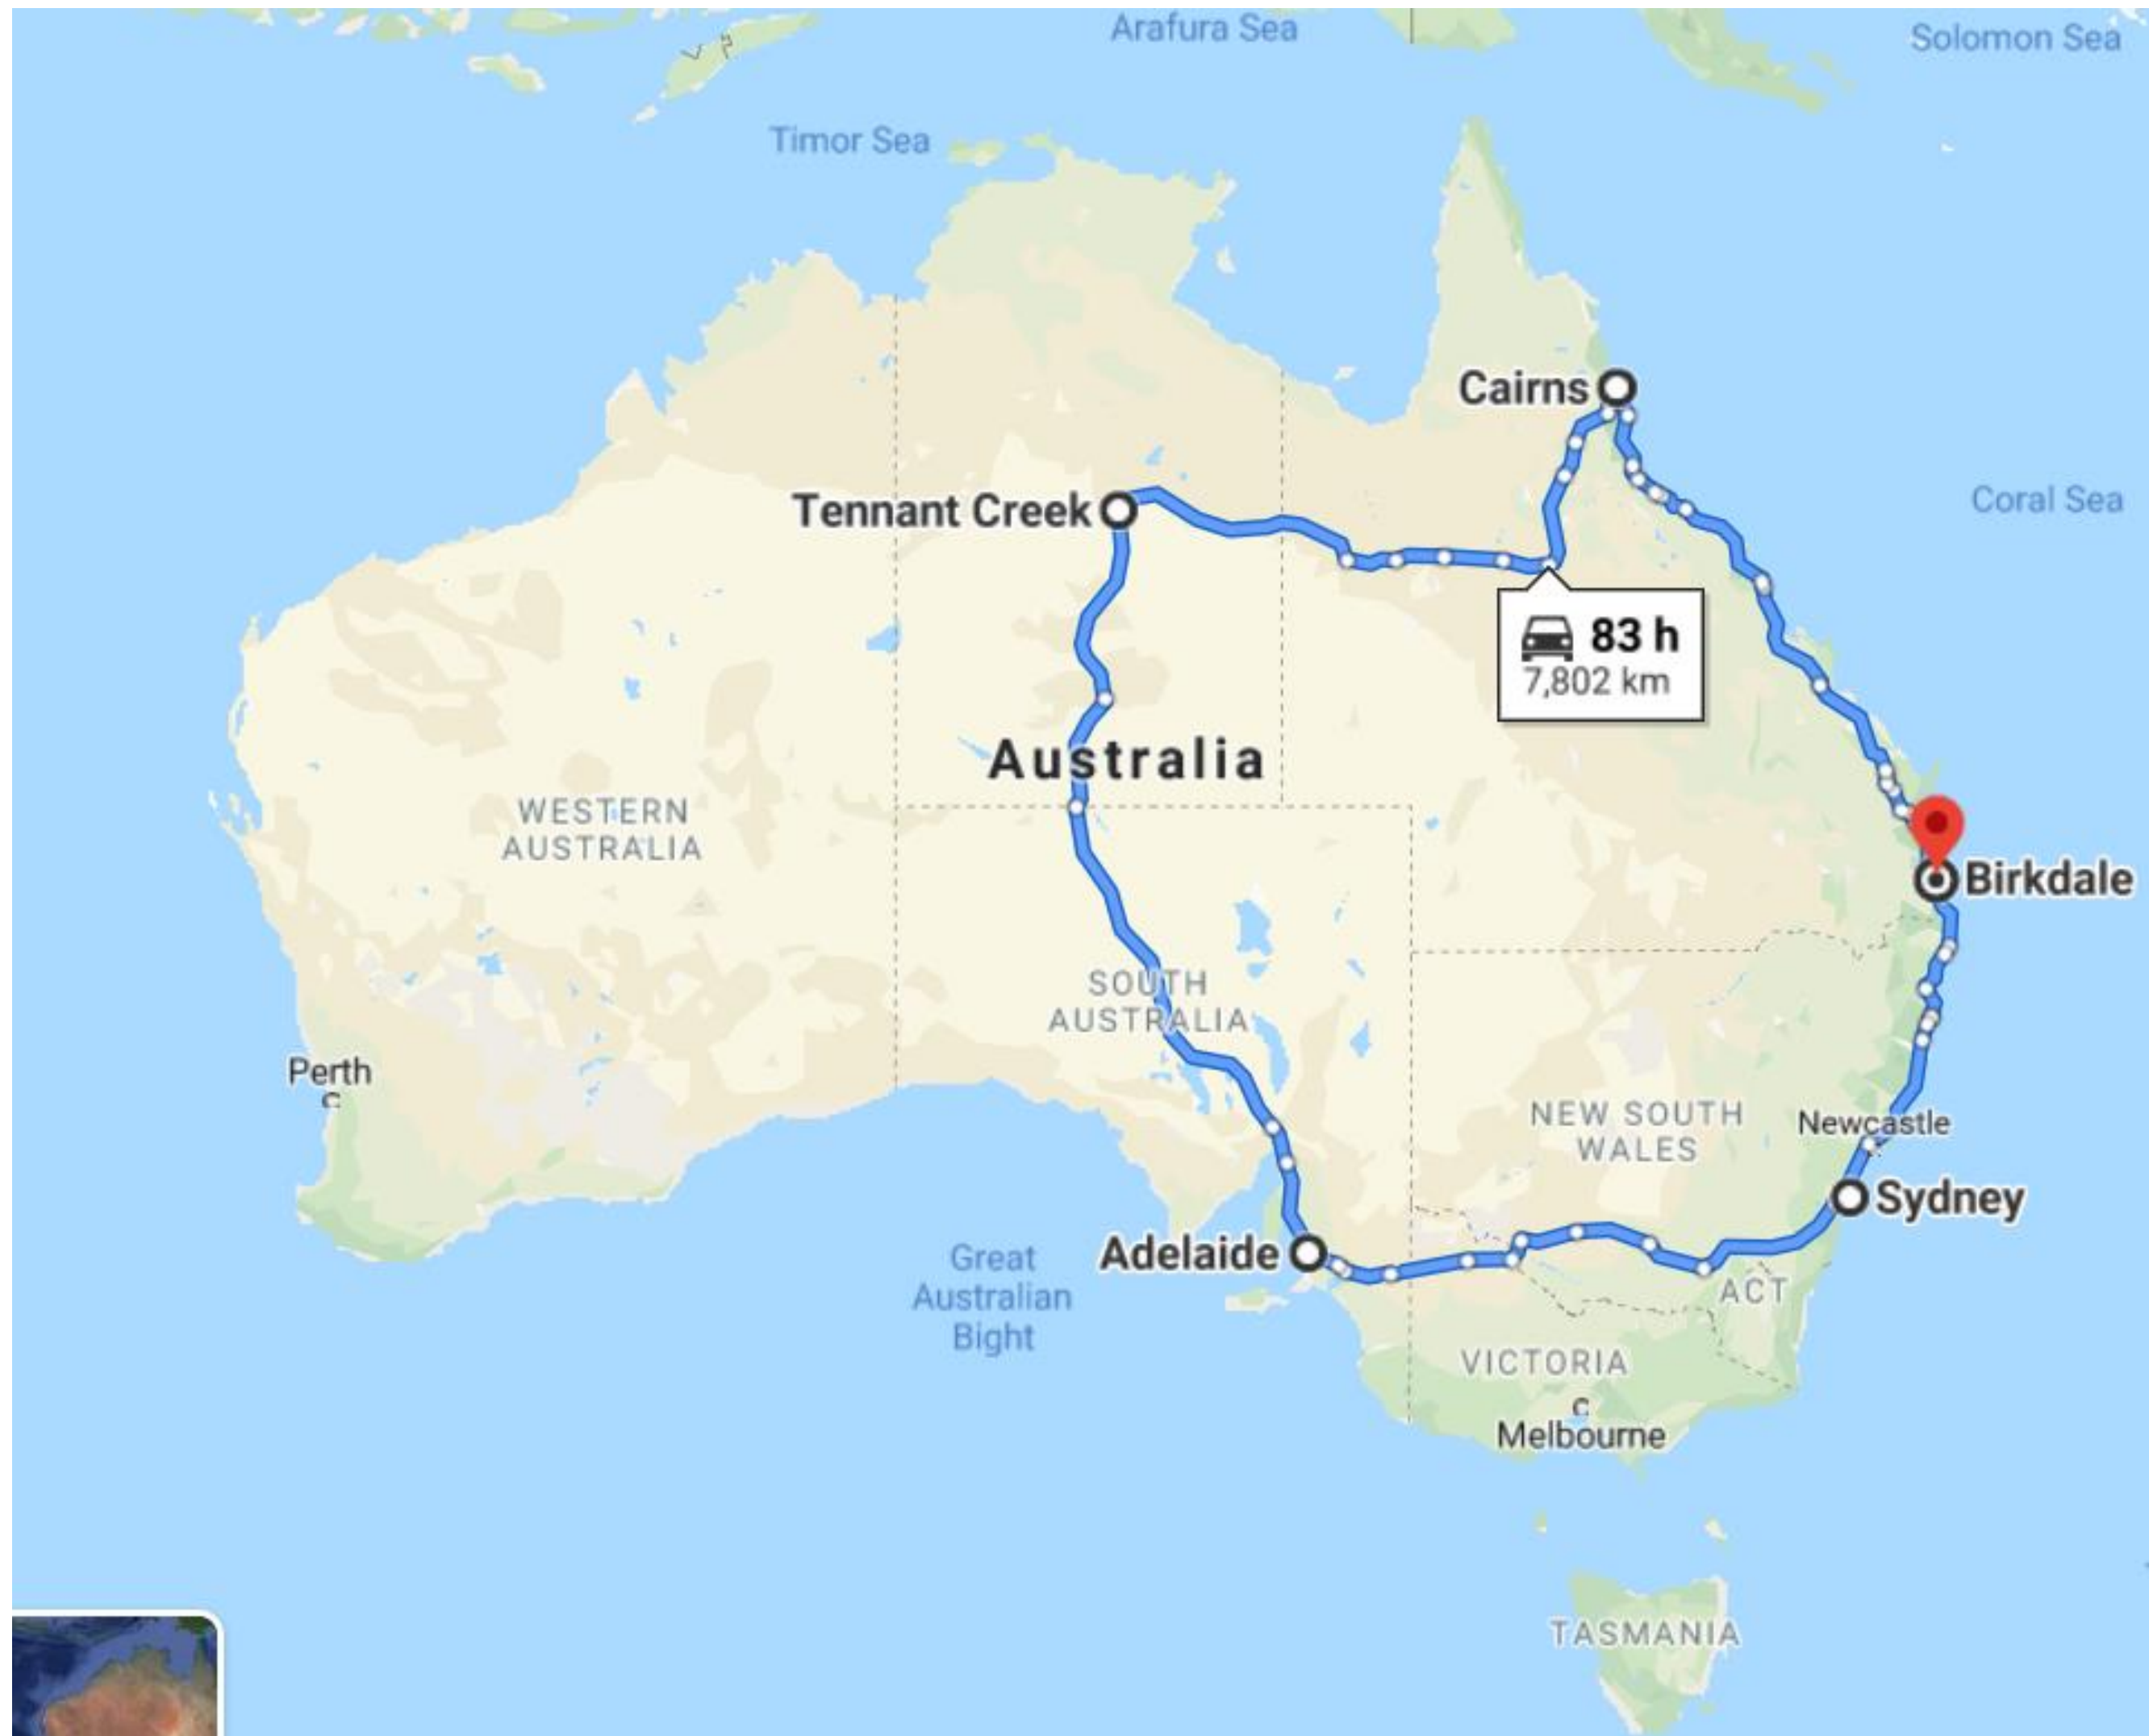 Arafura Sea
Solomon Sea
Timor Sea
Cairns
Coral Sea
Tennant Creek
83 h
7,802 km
Australia
WESTERN
AUSTRALIA
Birkdale
SOUTH
AUSTRALIA
Perth
NEW SOUTH
WALES
Newcastle
Sydney
Adelaide
Great
Australian
Bight
ACT
VICTORIA
Melbourne
TASMANIA